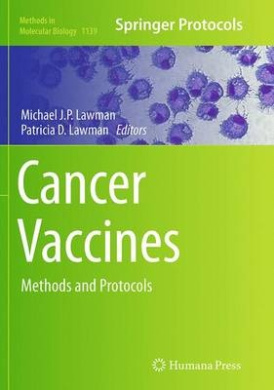 Methods in
Molecular Biology 1139
Springer Protocols
Michael J.P. Lawman
Patricia D. Lawman Editors
Cancer
Vaccines
Methods and Protocols
Humana Press